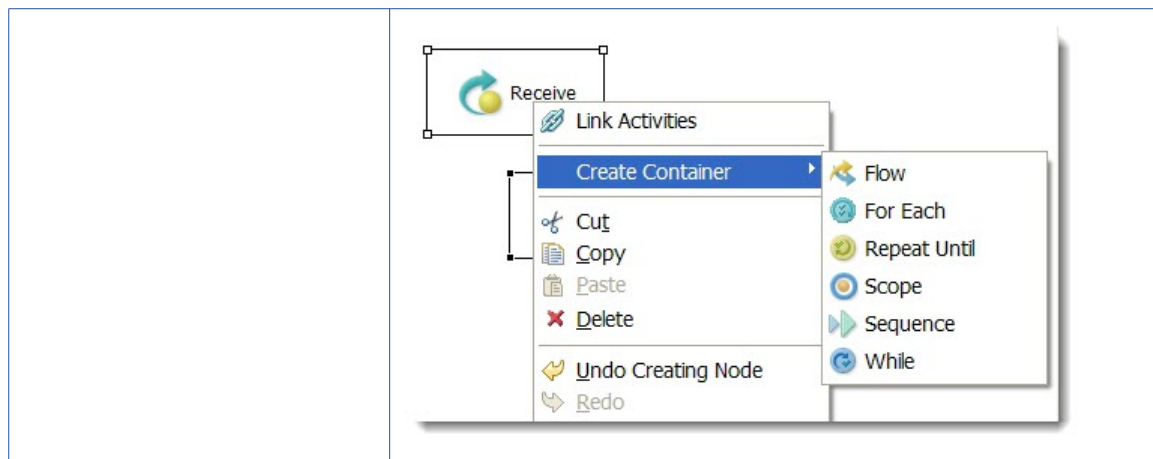 Receive
Link Activities
Create Container
Cut
Copy
Paste
Delete
Undo Creating Node
Redo
Flow
For Each
Repeat Until
Scope
Sequence
While